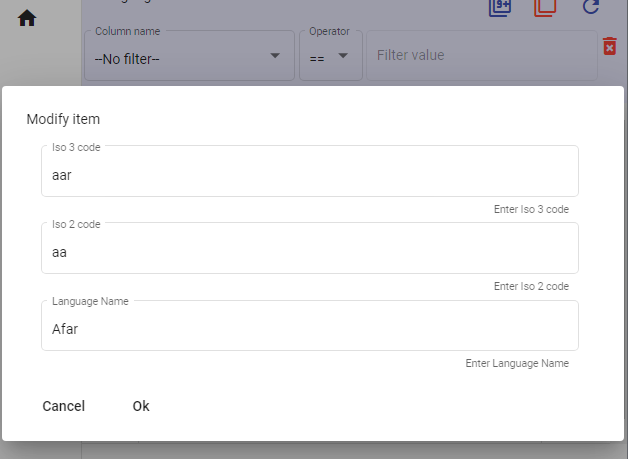 9+
Column name
Operator
--No filter--
==
Filter value
Modify item
Iso 3 code
aar
Enter Iso 3 code
Iso 2 code
aa
Enter Iso 2 code
Language Name
Afar
Enter Language Name
Cancel
Ok